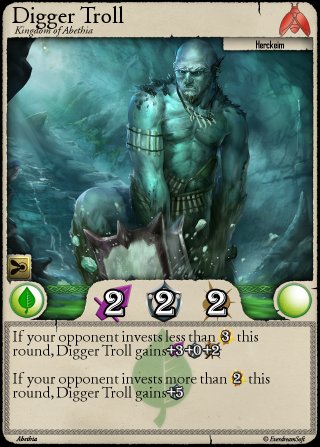 Digger Troll
Kingdom of Abethia
Herckeim
2 2 2
If your opponent invests less than 3 this
round, Digger Troll gains +3+0+2
If your opponent invests more than 2 this
round, Digger Troll gains +5
Abethia © EverdreamSoft